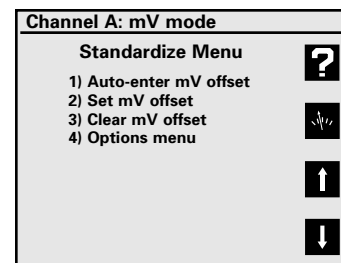 Channel A: mV mode
Standardize Menu
1) Auto-enter mV offset
2) Set mV offset
3) Clear mV offset
4) Options menu
?